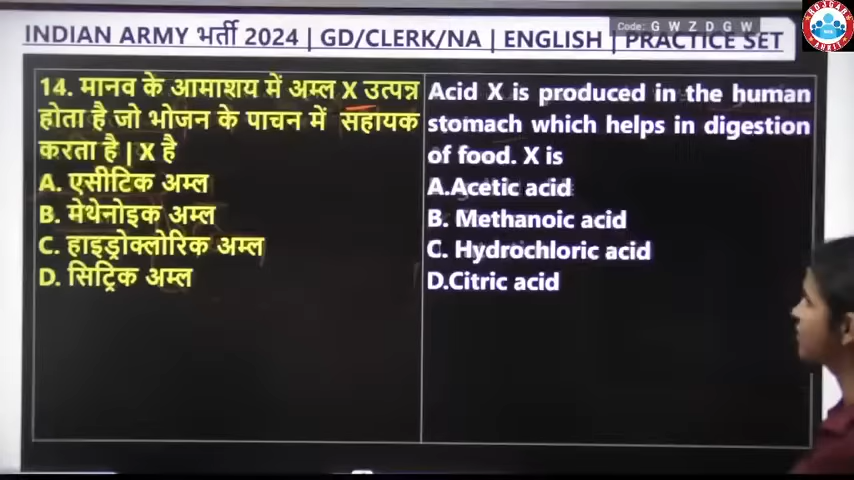 Code: G W Z D G W
INDIAN ARMY भर्ती 2024 | GD/CLERK/NA | ENGLISH | PRACTICE SET
14. मानव के आमाशय में अम्ल X उत्पन्न
होता है जो भोजन के पाचन में सहायक
करता है | X है
A. एसीटिक अम्ल
B. मेथेनोइक अम्ल
C. हाइड्रोक्लोरिक अम्ल
D. सिट्रिक अम्ल
Acid X is produced in the human
stomach which helps in digestion
of food. X is
A.Acetic acid
B. Methanoic acid
C. Hydrochloric acid
D.Citric acid